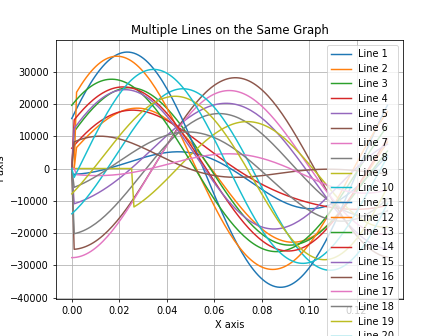 Multiple Lines on the Same Graph
30000
20000
10000
0
−10000
−20000
−30000
−40000
0.00
0.02
0.04
0.06
0.08
0.10
X axis
axis
Line 1
Line 2
Line 3
Line 4
Line 5
Line 6
Line 7
Line 8
Line 9
Line 10
Line 11
Line 12
Line 13
Line 14
Line 15
Line 16
Line 17
Line 18
Line 19
Line 20